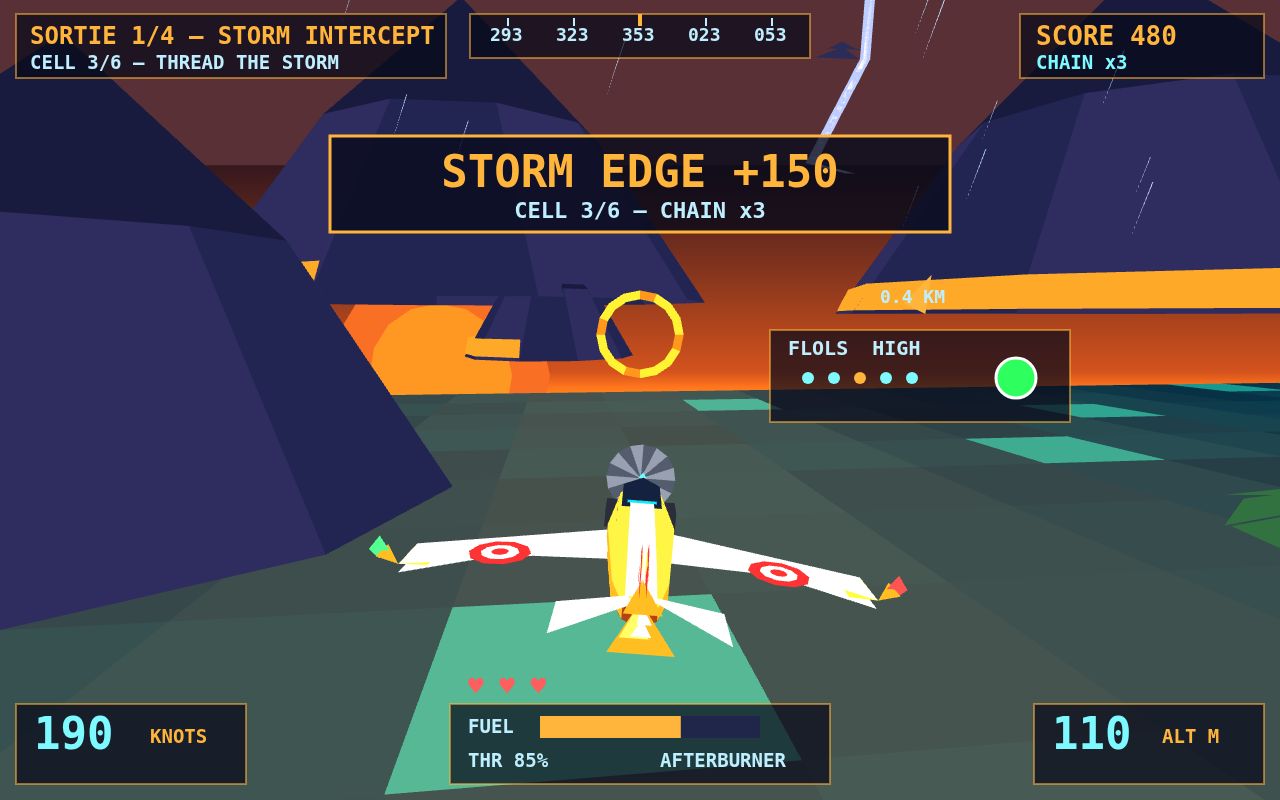 SORTIE 1/4 — STORM INTERCEPT
CELL 3/6 — THREAD THE STORM
293 323 353 023 053
SCORE 480
CHAIN x3
STORM EDGE +150
CELL 3/6 — CHAIN x3
0.4 KM
FLOLS HIGH
190 KNOTS
FUEL
THR 85% AFTERBURNER
110 ALT M